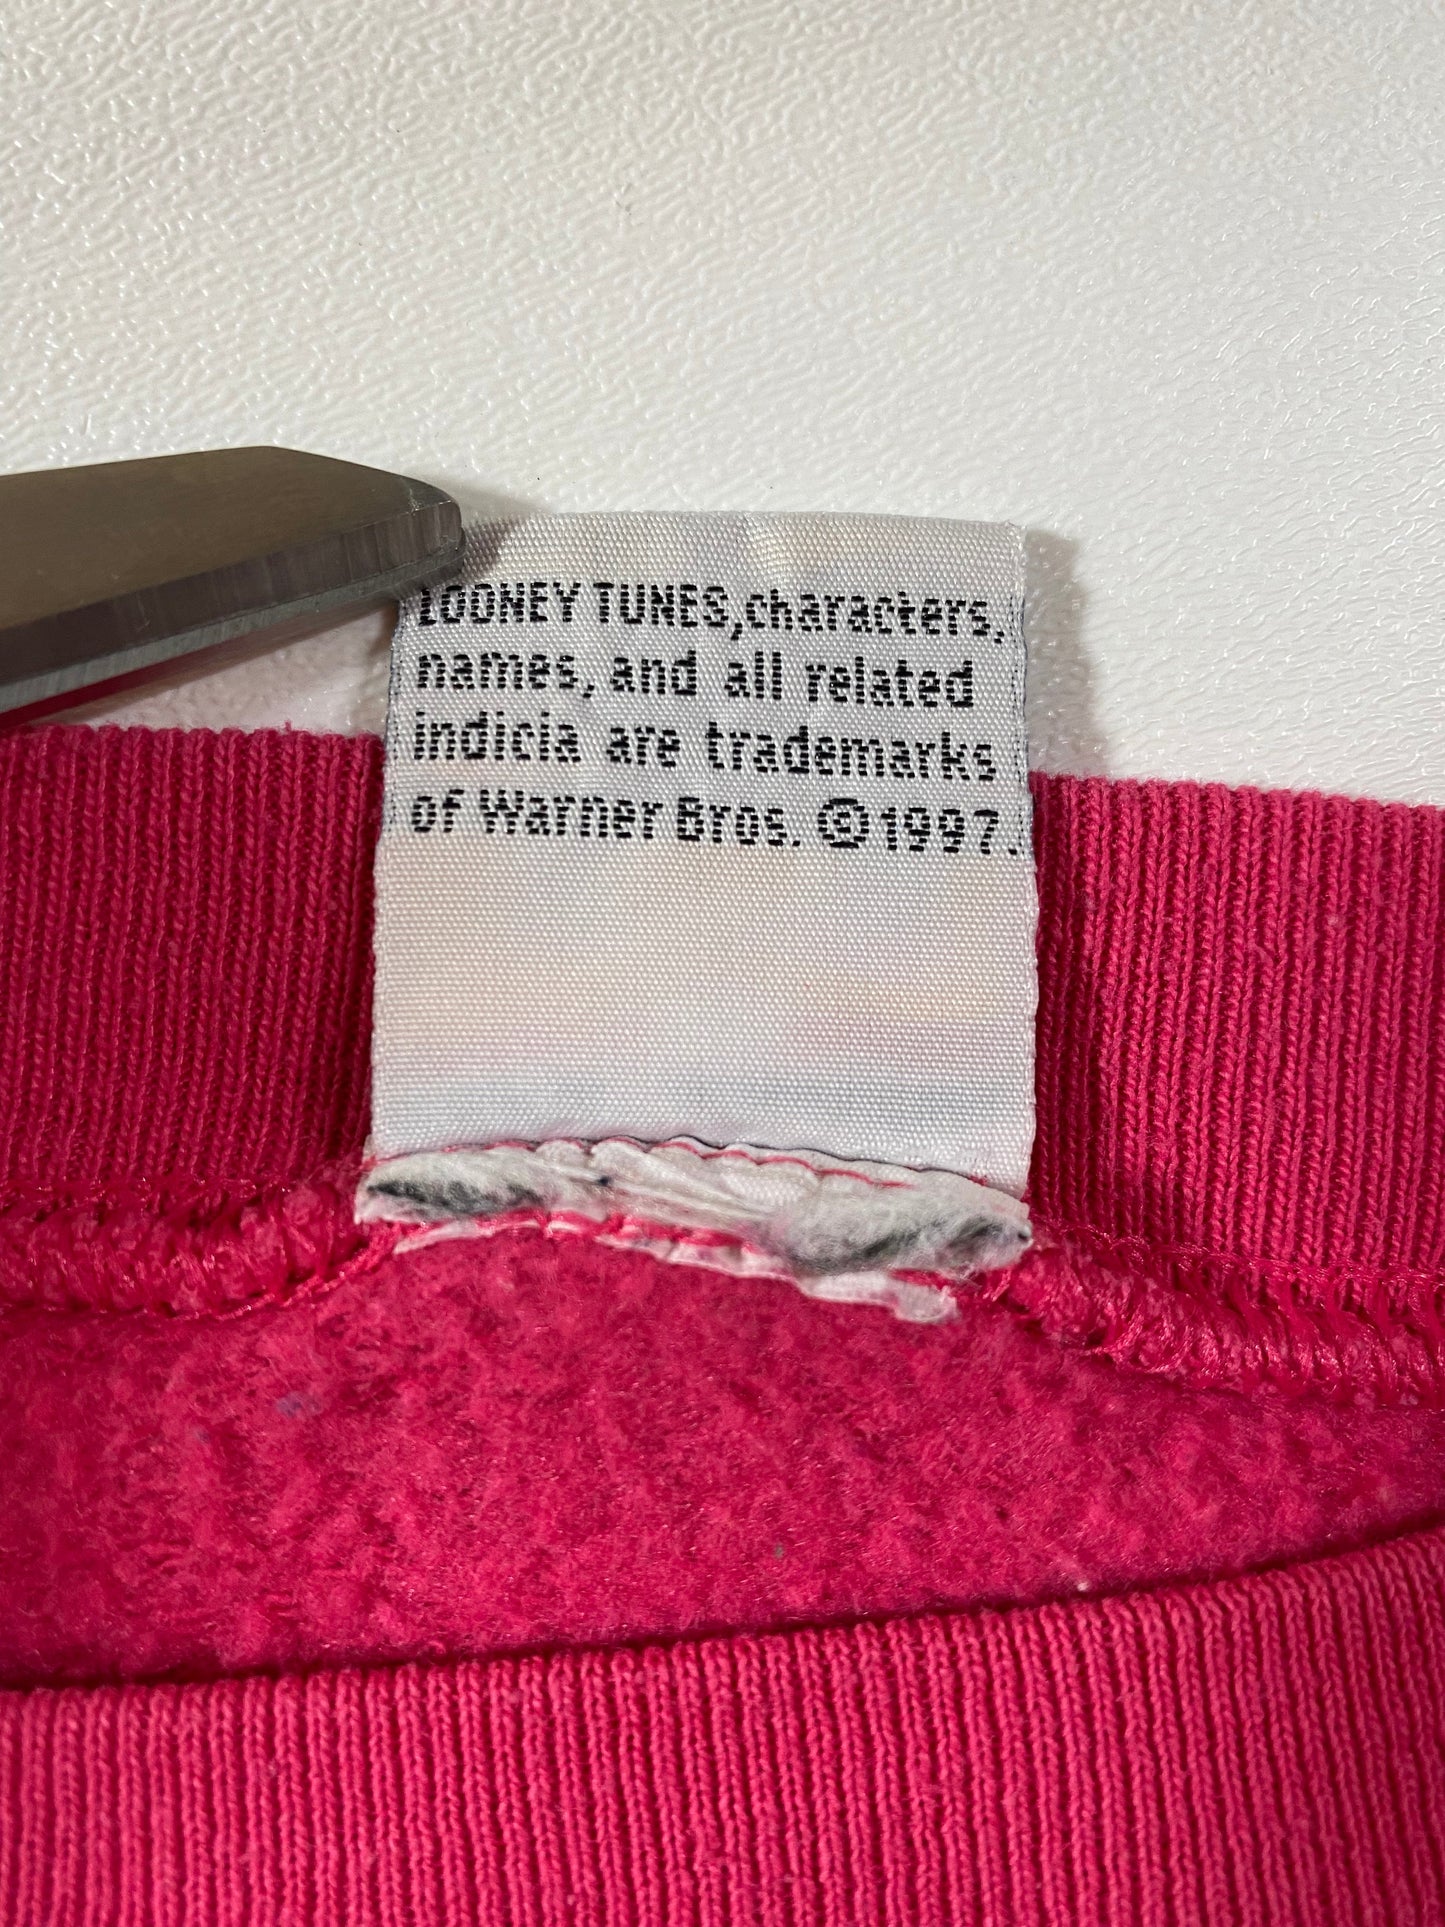 LOONEY TUNES,characters,
names, and all related
indicia are trademarks
of Warner Bros. ©1997.